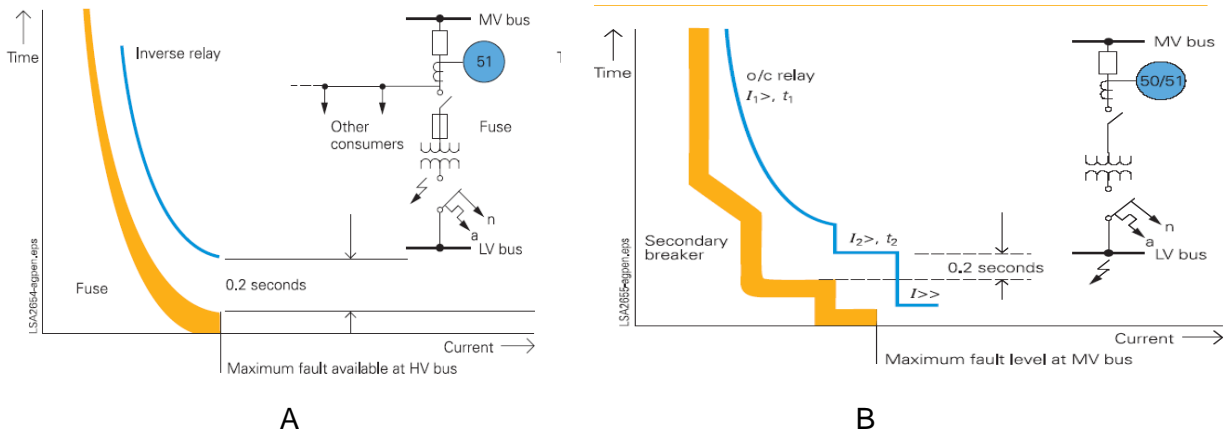 Time
Inverse relay
MV bus
51
Other
consumers
Fuse
n
a
LV bus
Fuse
0.2 seconds
LSA2654-agpen.eps
Current
Maximum fault available at HV bus
A
Time
o/c relay
I₁>, t₁
MV bus
50/51
Secondary
breaker
I₂>, t₂
0.2 seconds
I>>
n
a
LV bus
LSA2655-agpen.eps
Current
Maximum fault level at MV bus
B